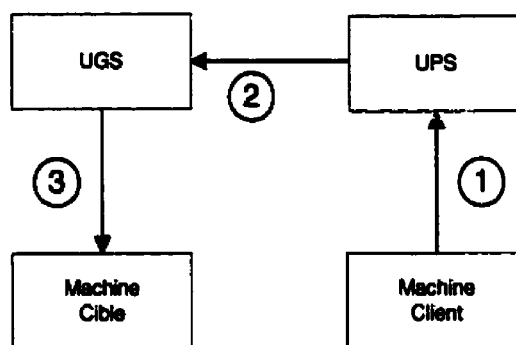 UGS
UPS
2
3
1
Machine
Cible
Machine
Client